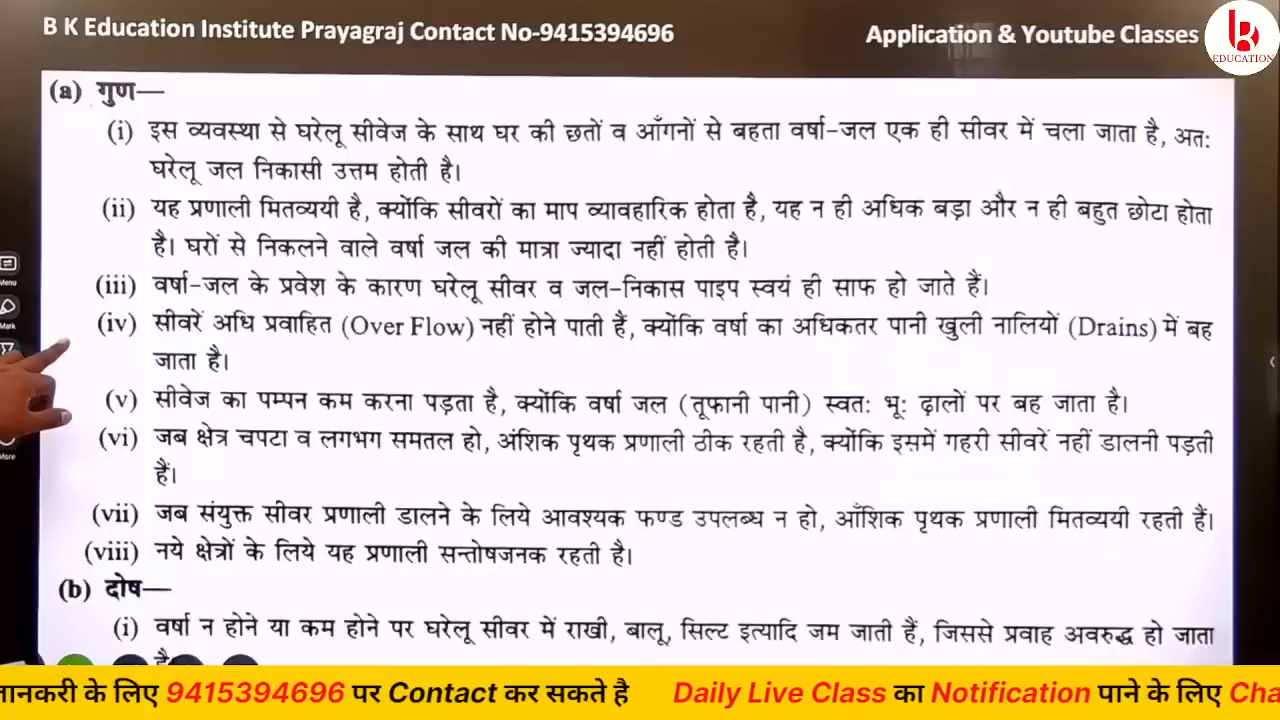 B K Education Institute Prayagraj Contact No-9415394696
Application & Youtube Classes
EDUCATION
(a) गुण—
(i) इस व्यवस्था से घरेलू सीवेज के साथ घर की छतों व आँगनों से बहता वर्षा-जल एक ही सीवर में चला जाता है, अत:
घरेलू जल निकासी उत्तम होती है।
(ii) यह प्रणाली मितव्ययी है, क्योंकि सीवरों का माप व्यावहारिक होता है, यह न ही अधिक बड़ा और न ही बहुत छोटा होता
है। घरों से निकलने वाले वर्षा जल की मात्रा ज्यादा नहीं होती है।
(iii) वर्षा-जल के प्रवेश के कारण घरेलू सीवर व जल-निकास पाइप स्वयं ही साफ हो जाते हैं।
(iv) सीवरें अधि प्रवाहित (Over Flow) नहीं होने पाती हैं, क्योंकि वर्षा का अधिकतर पानी खुली नालियों (Drains) में बह
जाता है।
(v) सीवेज का पम्पन कम करना पड़ता है, क्योंकि वर्षा जल (तूफानी पानी) स्वत: भू: ढ़ालों पर बह जाता है।
(vi) जब क्षेत्र चपटा व लगभग समतल हो, अंशिक पृथक प्रणाली ठीक रहती है, क्योंकि इसमें गहरी सीवरें नहीं डालनी पड़ती
हैं।
(vii) जब संयुक्त सीवर प्रणाली डालने के लिये आवश्यक फण्ड उपलब्ध न हो, आँशिक पृथक प्रणाली मितव्ययी रहती हैं।
(viii) नये क्षेत्रों के लिये यह प्रणाली सन्तोषजनक रहती है।
(b) दोष—
(i) वर्षा न होने या कम होने पर घरेलू सीवर में राखी, बालू, सिल्ट इत्यादि जम जाती हैं, जिससे प्रवाह अवरुद्ध हो जाता
Menu
Mark
More
जानकरी के लिए 9415394696 पर Contact कर सकते है Daily Live Class का Notification पाने के लिए Cha